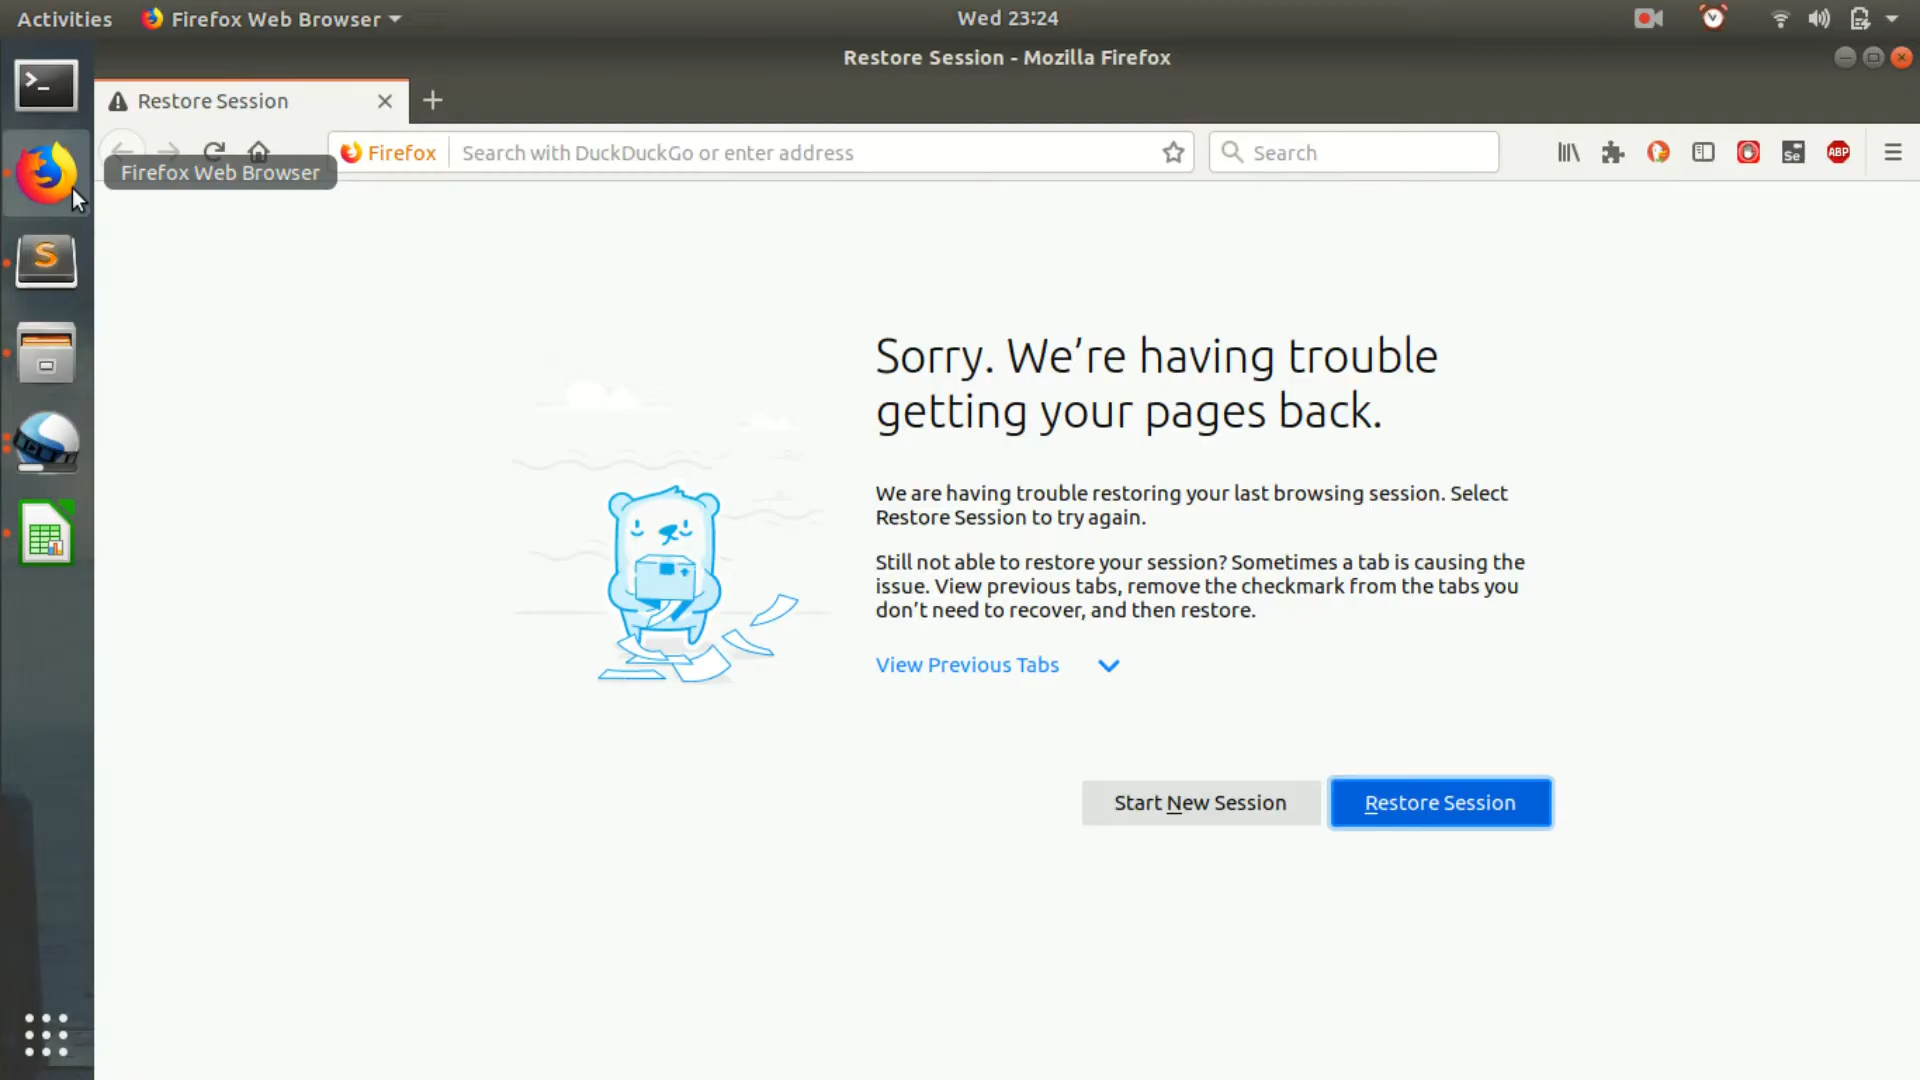 Activities
Firefox Web Browser
Wed 23:24
Restore Session - Mozilla Firefox
Restore Session
Firefox
Search with DuckDuckGo or enter address
Search
Se
ABP
Firefox Web Browser
>_
S
Sorry. We’re having trouble
getting your pages back.
We are having trouble restoring your last browsing session. Select
Restore Session to try again.
Still not able to restore your session? Sometimes a tab is causing the
issue. View previous tabs, remove the checkmark from the tabs you
don’t need to recover, and then restore.
View Previous Tabs
Start New Session
Restore Session